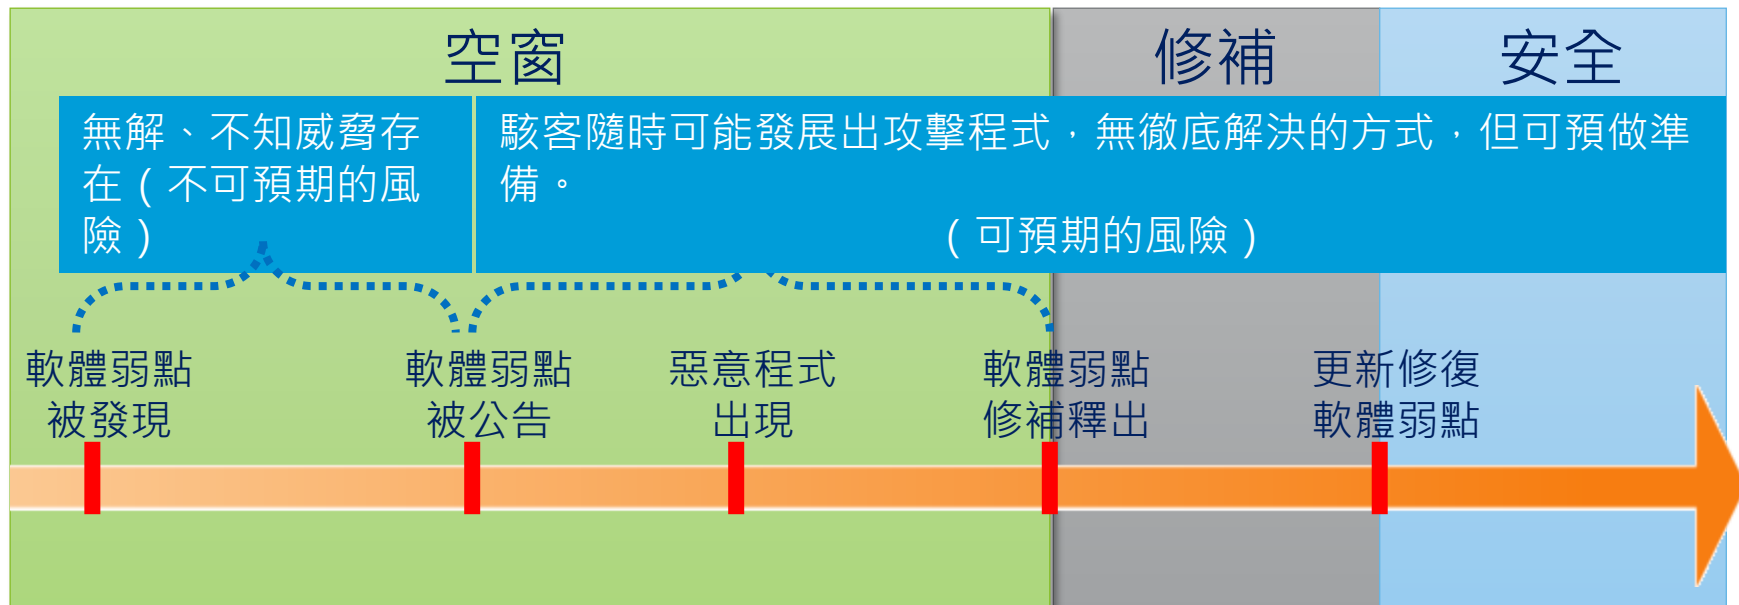 空窗
修補
安全
無解、不知威脅存
在(不可預期的風
險)
駭客隨時可能發展出攻擊程式，無徹底解決的方式，但可預做準
備。
(可預期的風險)
軟體弱點
被發現
軟體弱點
被公告
惡意程式
出現
軟體弱點
修補釋出
更新修復
軟體弱點